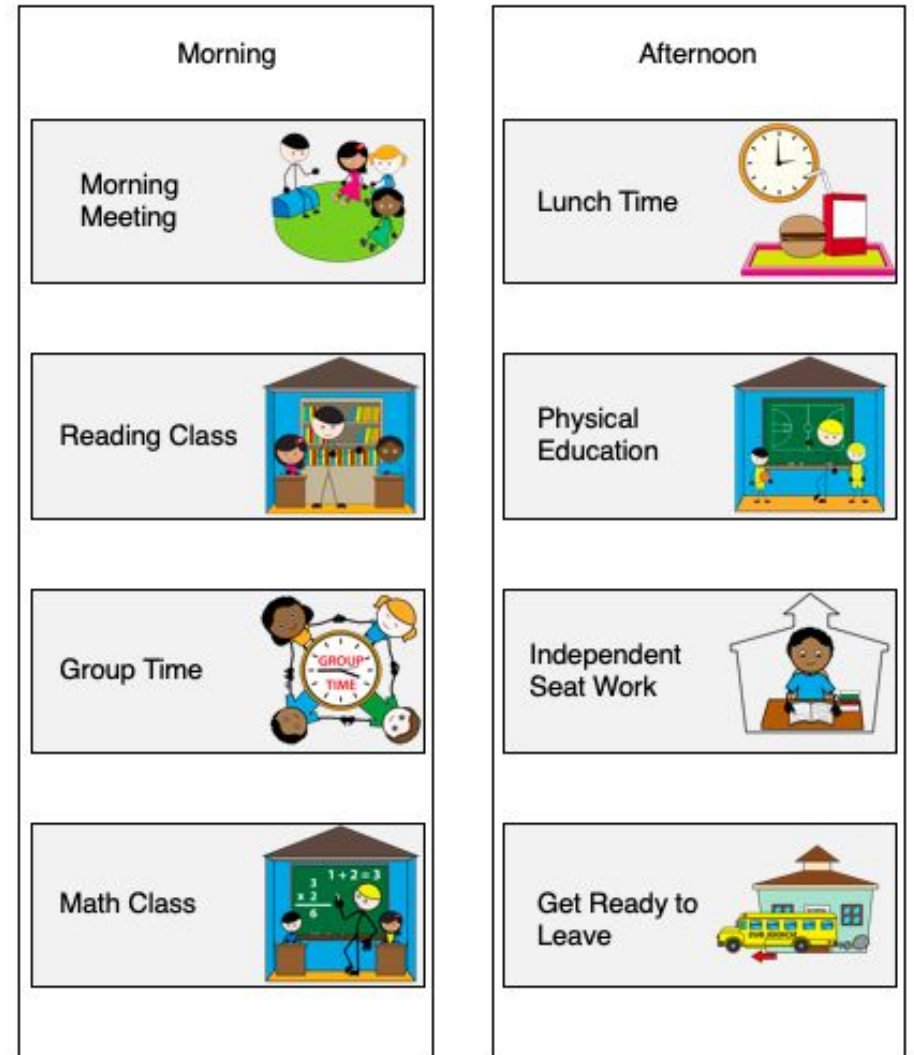 Morning
Morning
Meeting
Reading Class
Group Time
GROUP
TIME
Math Class
1 + 2 = 3
3
x 2
6
Afternoon
Lunch Time
Physical
Education
Independent
Seat Work
Get Ready to
Leave